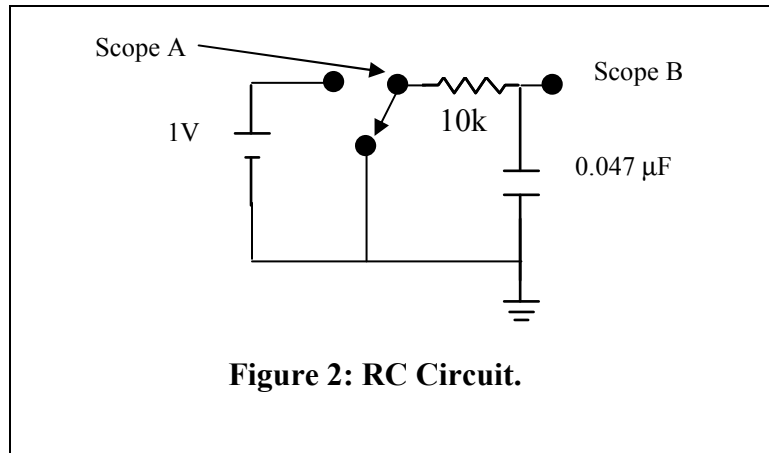 Scope A
Scope B
10k
1V
0.047 μF
Figure 2: RC Circuit.